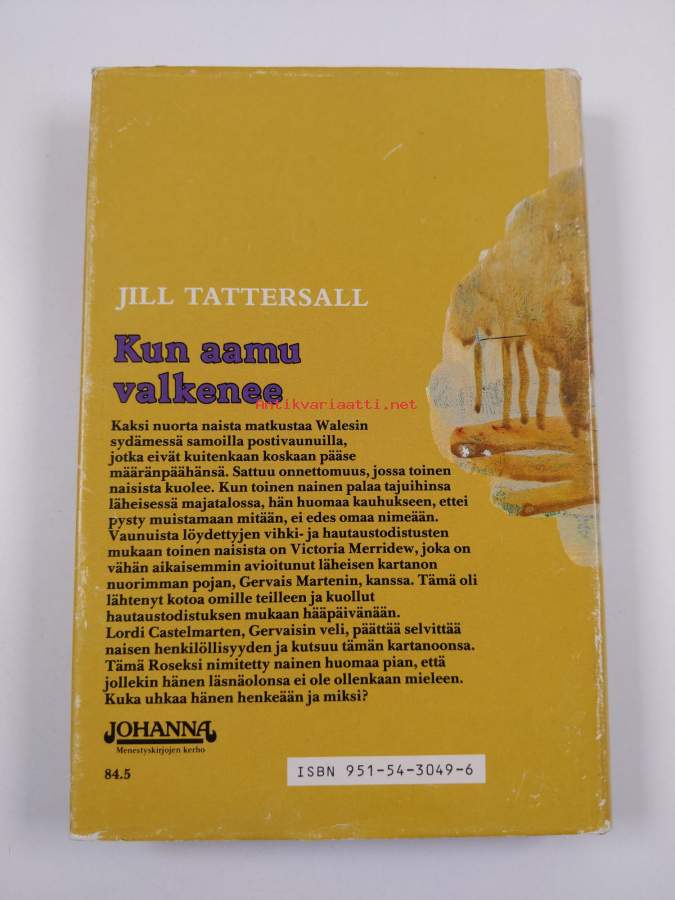 JILL TATTERSALL
Kun aamu
valkenee
Antikvariaatti.net
Kaksi nuorta naista matkustaa Walesin
sydämessä samoilla postivaunuilla,
jotka eivät kuitenkaan koskaan pääse
määränpäähänsä. Sattuu onnettomuus, jossa toinen
naisista kuolee. Kun toinen nainen palaa tajuihinsa
läheisessä majatalossa, hän huomaa kauhukseen, ettei
pysty muistamaan mitään, ei edes omaa nimeään.
Vaunuista löydettyjen vihki- ja hautaustodistusten
mukaan toinen naisista on Victoria Merridew, joka on
vähän aikaisemmin avioitunut läheisen kartanon
nuorimman pojan, Gervais Martenin, kanssa. Tämä oli
lähtenyt kotoa omille teilleen ja kuollut
hautaustodistuksen mukaan hääpäivänään.
Lordi Castelmarten, Gervaisin veli, päättää selvittää
naisen henkilöllisyyden ja kutsuu tämän kartanoonsa.
Tämä Roseksi nimitetty nainen huomaa pian, että
jollekin hänen läsnäolonsa ei ole ollenkaan mieleen.
Kuka uhkaa hänen henkeään ja miksi?
JOHANNA
Menestyskirjojen kerho
84.5
ISBN 951-54-3049-6